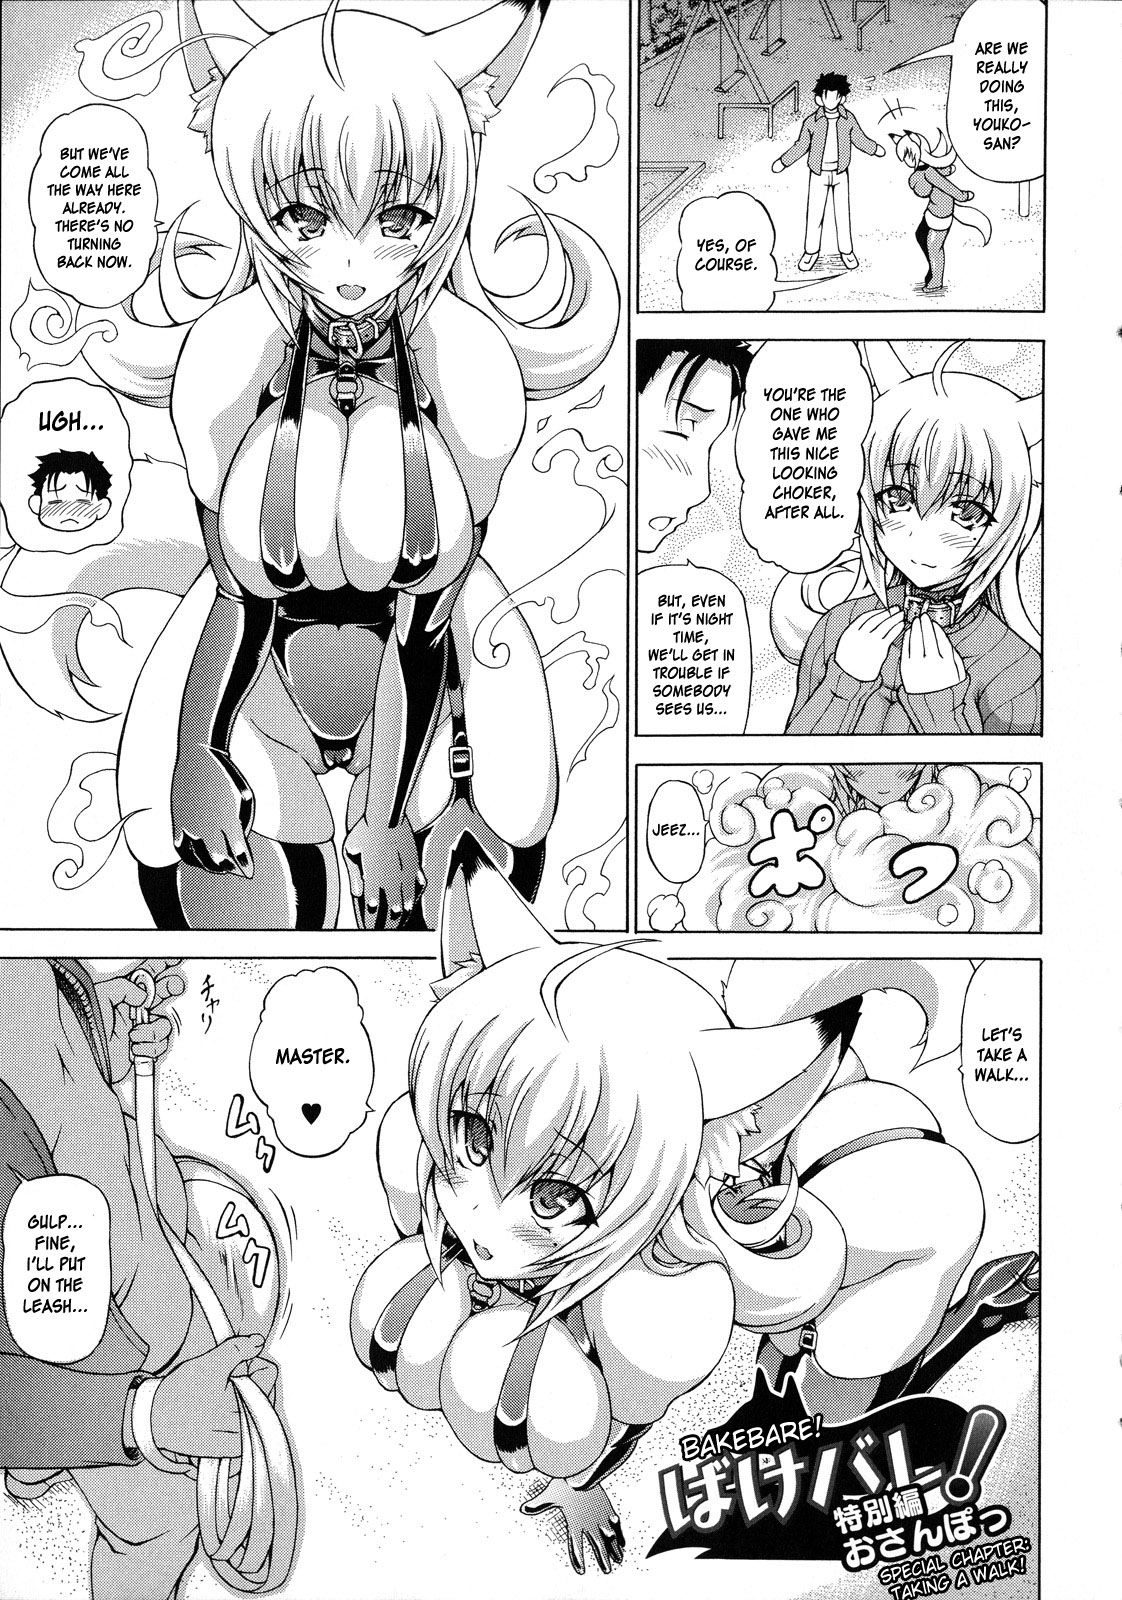 ARE WE
REALLY
DOING
THIS,
YOUKO-
SAN?
YES, OF
COURSE.
YOU'RE THE
ONE WHO
GAVE ME
THIS NICE
LOOKING
CHOKER,
AFTER ALL.
BUT, EVEN
IF IT'S NIGHT
TIME,
WE'LL GET IN
TROUBLE IF
SOMEBODY
SEES US...
JEEZ...
ポっ
BUT WE'VE
COME ALL
THE WAY HERE
ALREADY.
THERE'S NO
TURNING
BACK NOW.
UGH...
LET'S
TAKE A
WALK...
MASTER.
♥
チャリ
ムク
ムク
GULP...
FINE,
I'LL PUT
ON THE
LEASH...
BAKEBARE!
ばけバレ!
特別編
おさんぽっ
SPECIAL CHAPTER:
TAKING A WALK!